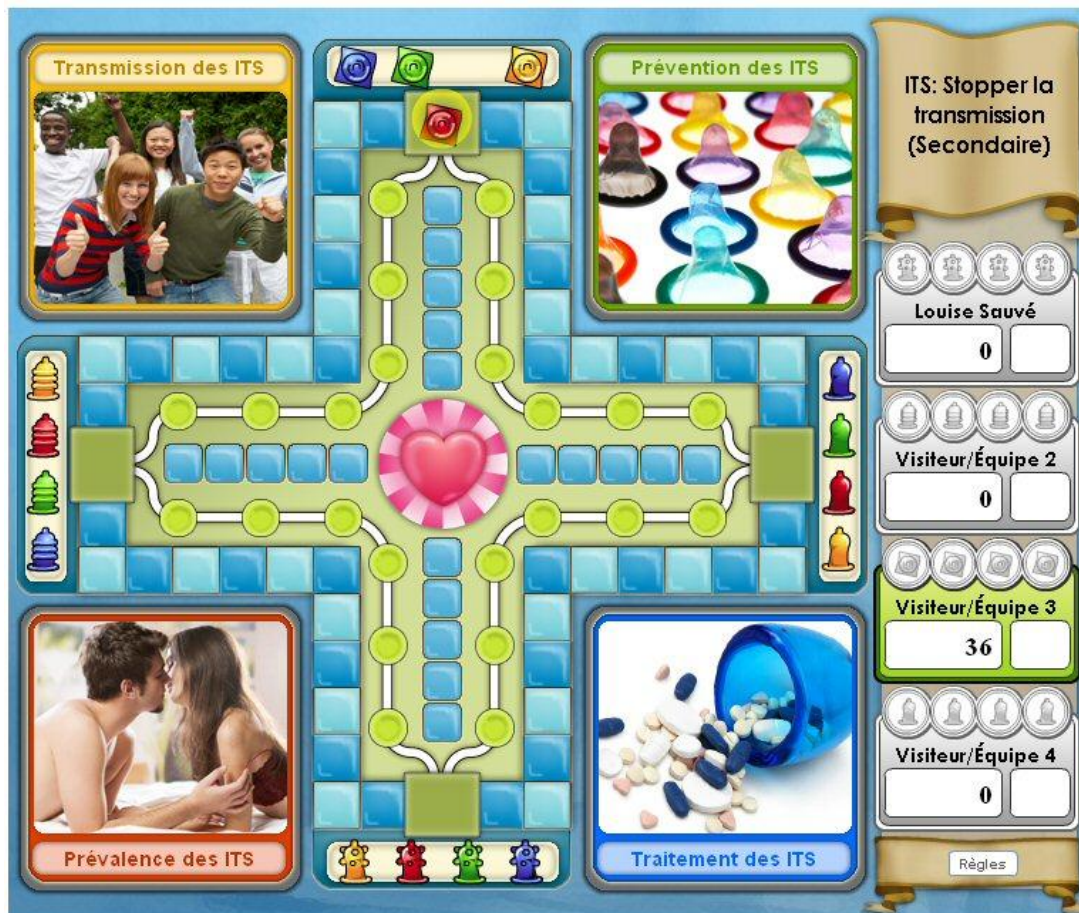 Transmission des ITS
Prévention des ITS
ITS: Stopper la
transmission
(Secondaire)
Louise Sauvé
0
Visiteur/Équipe 2
0
Visiteur/Équipe 3
36
Visiteur/Équipe 4
0
Prévalence des ITS
Traitement des ITS
Règles